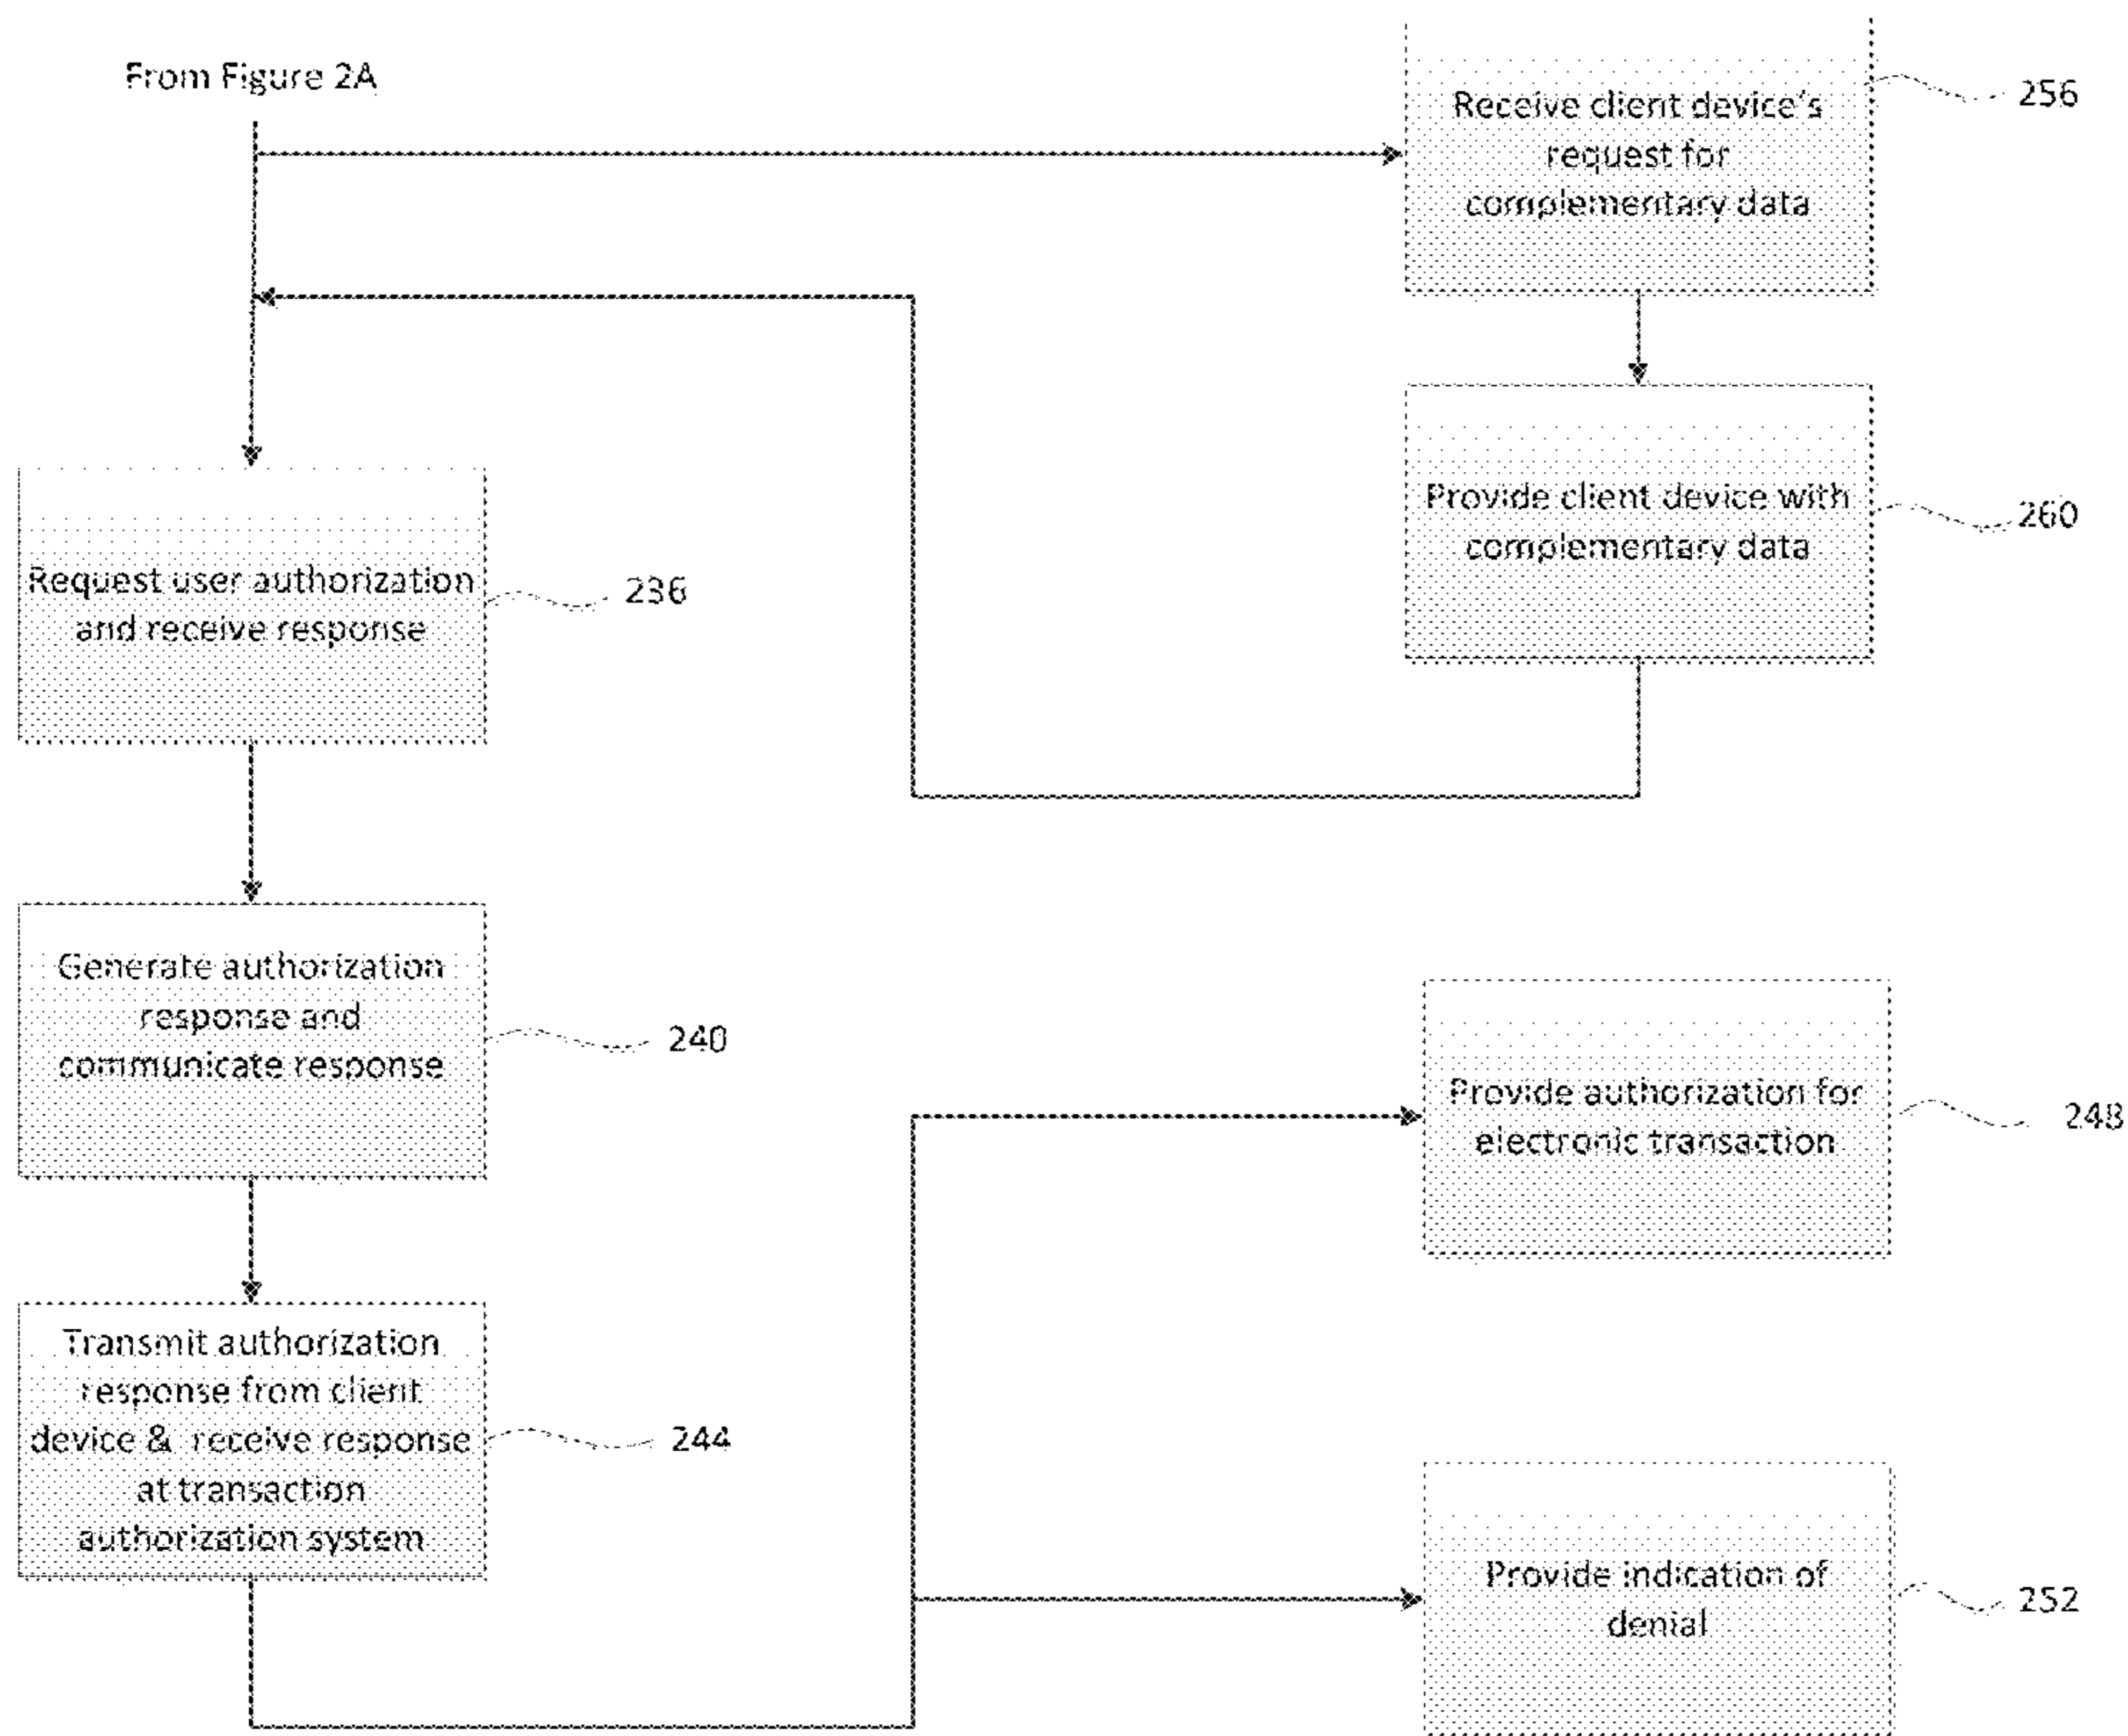 From Figure 2A
Receive client device's
request for
complementary data
256
Provide client device with
complementary data
260
Request user authorization
and receive response
236
Generate authorization
response and
communicate response
240
Provide authorization for
electronic transaction
248
Transmit authorization
response from client
device & receive response
at transaction
authorization system
244
Provide indication of
denial
252